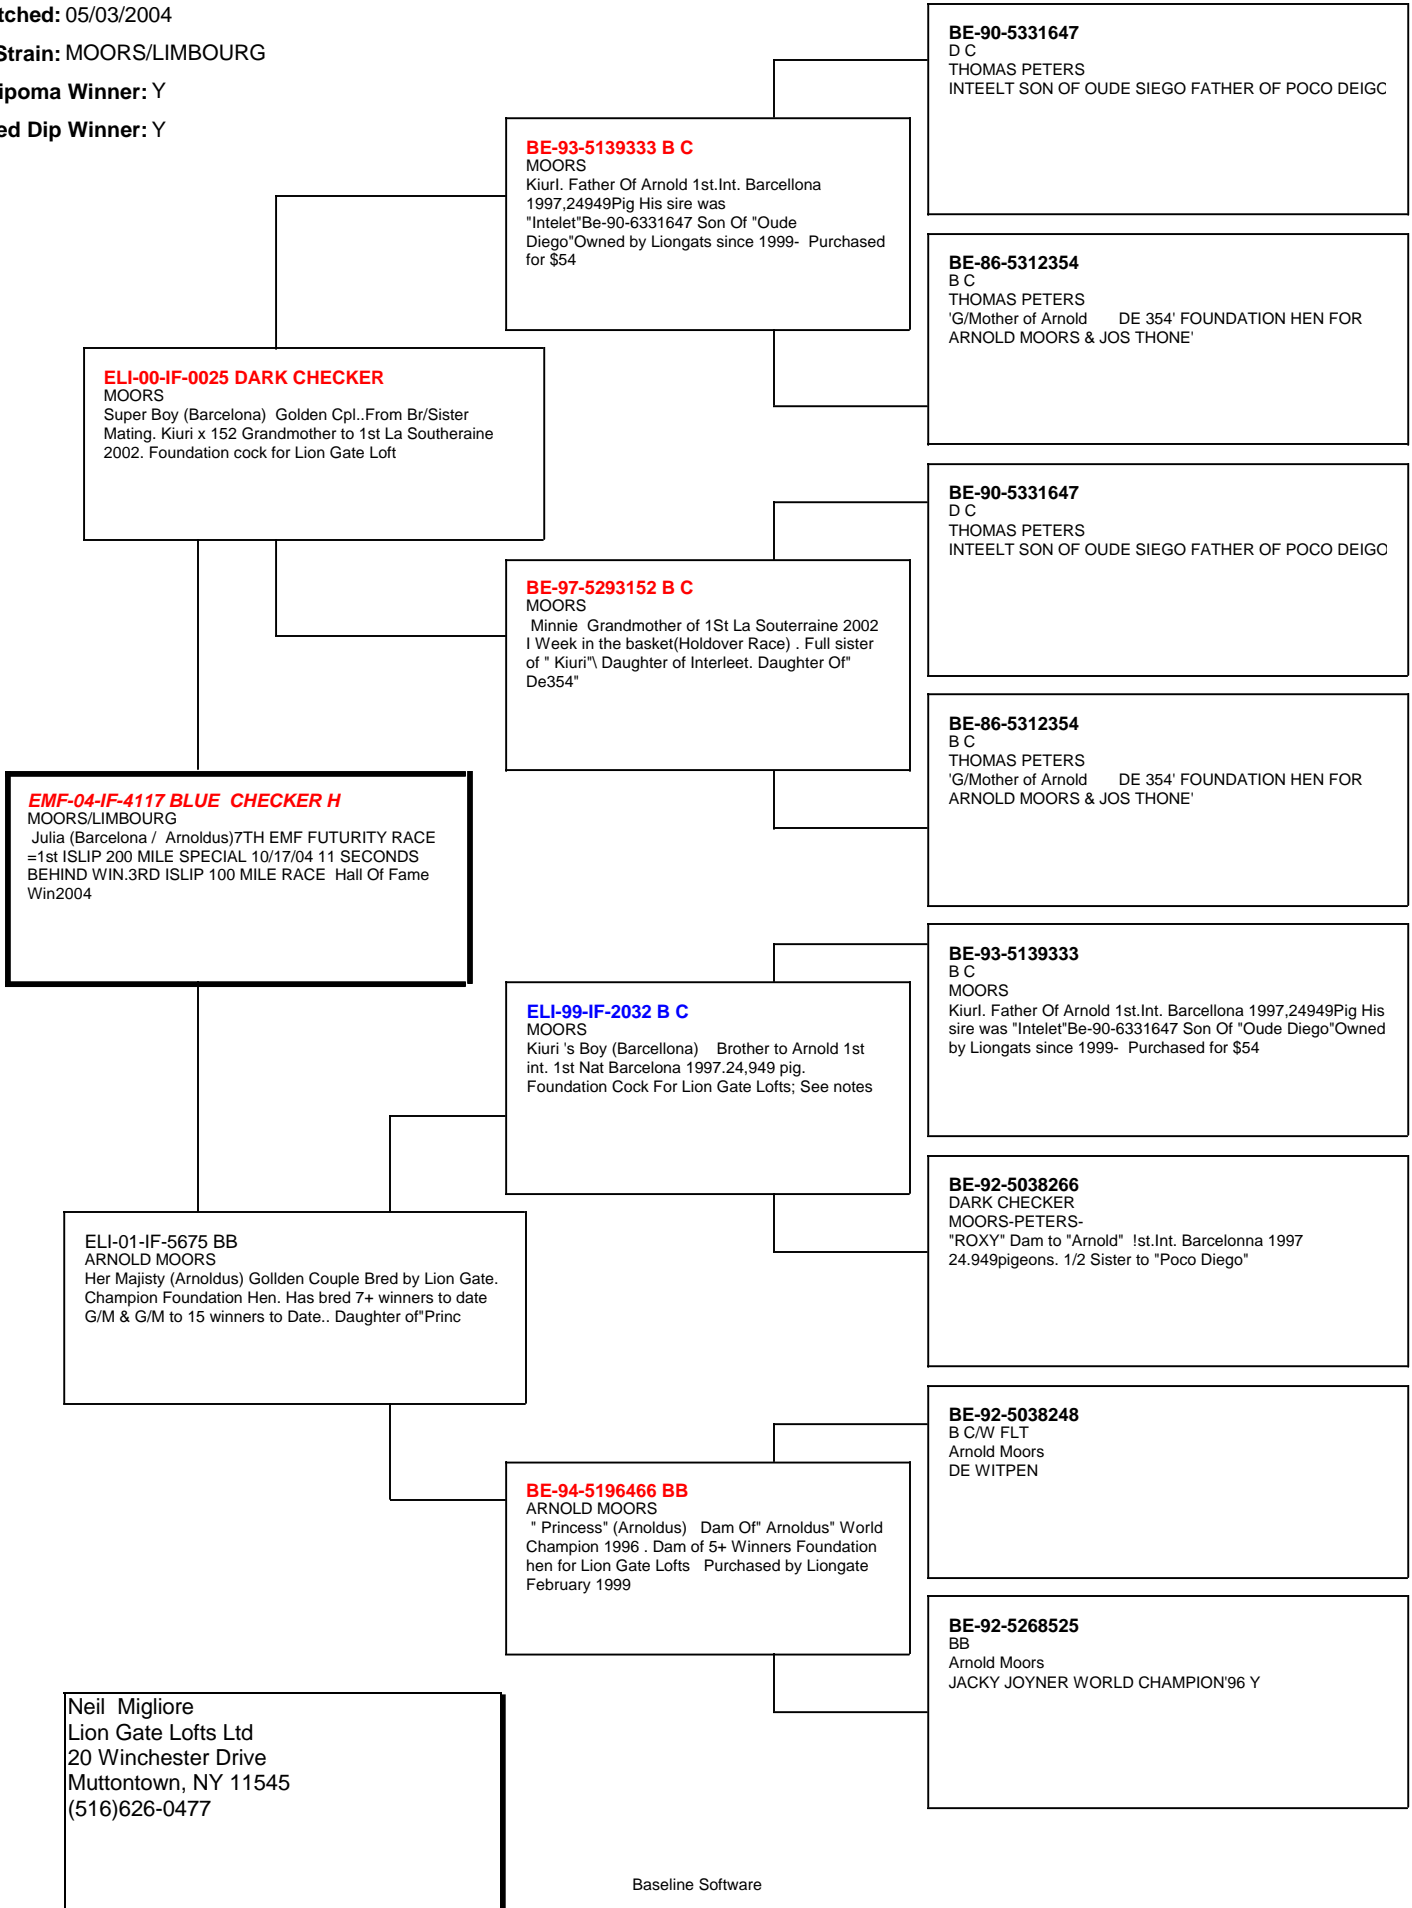 tched: 05/03/2004
Strain: MOORS/LIMBOURG
ipoma Winner: Y
ed Dip Winner: Y
BE-90-5331647
D C
THOMAS PETERS
INTEELT SON OF OUDE SIEGO FATHER OF POCO DEIGO
BE-93-5139333 B C
MOORS
KiurI. Father Of Arnold 1st.Int. Barcellona
1997,24949Pig His sire was
"Intelet"Be-90-6331647 Son Of "Oude
Diego"Owned by Liongats since 1999-  Purchased
for $54
BE-86-5312354
B C
THOMAS PETERS
'G/Mother of Arnold      DE 354' FOUNDATION HEN FOR
ARNOLD MOORS & JOS THONE'
ELI-00-IF-0025 DARK CHECKER
MOORS
Super Boy (Barcelona)  Golden Cpl..From Br/Sister
Mating. Kiuri x 152 Grandmother to 1st La Southeraine
2002. Foundation cock for Lion Gate Loft
BE-90-5331647
D C
THOMAS PETERS
INTEELT SON OF OUDE SIEGO FATHER OF POCO DEIGO
BE-97-5293152 B C
MOORS
Minnie  Grandmother of 1St La Souterraine 2002
I Week in the basket(Holdover Race) . Full sister
of " Kiuri"\ Daughter of Interleet. Daughter Of"
De354"
BE-86-5312354
B C
THOMAS PETERS
'G/Mother of Arnold      DE 354' FOUNDATION HEN FOR
ARNOLD MOORS & JOS THONE'
EMF-04-IF-4117 BLUE  CHECKER H
MOORS/LIMBOURG
Julia (Barcelona /  Arnoldus)7TH EMF FUTURITY RACE
=1st ISLIP 200 MILE SPECIAL 10/17/04 11 SECONDS
BEHIND WIN.3RD ISLIP 100 MILE RACE  Hall Of Fame
Win2004
BE-93-5139333
B C
MOORS
KiurI. Father Of Arnold 1st.Int. Barcellona 1997,24949Pig His
sire was "Intelet"Be-90-6331647 Son Of "Oude Diego"Owned
by Liongats since 1999-  Purchased for $54
ELI-99-IF-2032 B C
MOORS
Kiuri 's Boy (Barcellona)    Brother to Arnold 1st
int. 1st Nat Barcelona 1997.24,949 pig.
Foundation Cock For Lion Gate Lofts; See notes
BE-92-5038266
DARK CHECKER
MOORS-PETERS-
"ROXY" Dam to "Arnold"  !st.Int. Barcelonna 1997
24.949pigeons. 1/2 Sister to "Poco Diego"
ELI-01-IF-5675 BB
ARNOLD MOORS
Her Majisty (Arnoldus) Gollden Couple Bred by Lion Gate.
Champion Foundation Hen. Has bred 7+ winners to date
G/M & G/M to 15 winners to Date.. Daughter of"Princ
BE-92-5038248
B C/W FLT
Arnold Moors
DE WITPEN
BE-94-5196466 BB
ARNOLD MOORS
" Princess" (Arnoldus)   Dam Of" Arnoldus" World
Champion 1996 . Dam of 5+ Winners Foundation
hen for Lion Gate Lofts   Purchased by Liongate
February 1999
BE-92-5268525
BB
Arnold Moors
JACKY JOYNER WORLD CHAMPION'96 Y
Neil  Migliore
Lion Gate Lofts Ltd
20 Winchester Drive
Muttontown, NY 11545
(516)626-0477
Baseline Software